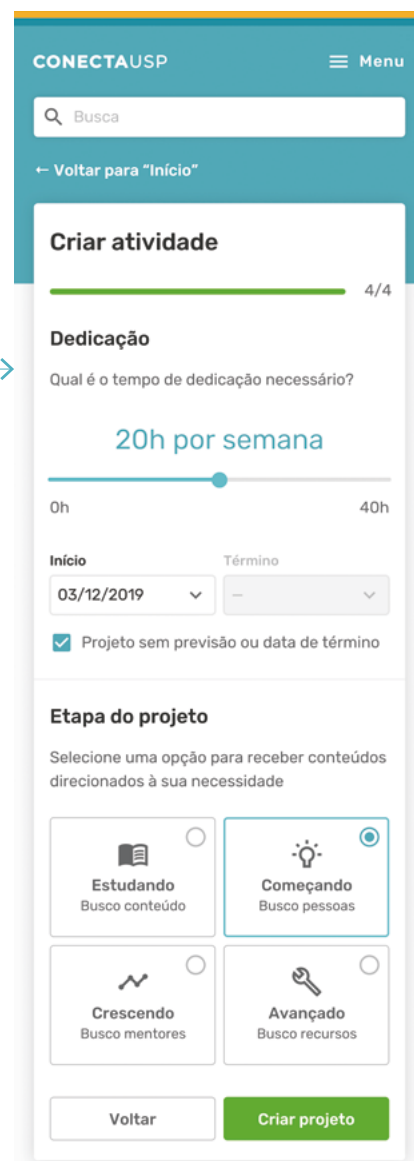 CONECTAUSP
Menu
Busca
← Voltar para “Início”
Criar atividade
4/4
Dedicação
Qual é o tempo de dedicação necessário?
20h por semana
0h
40h
Início
Término
03/12/2019
—
Projeto sem previsão ou data de término
Etapa do projeto
Selecione uma opção para receber conteúdos
direcionados à sua necessidade
Estudando
Busco conteúdo
Começando
Busco pessoas
Crescendo
Busco mentores
Avançado
Busco recursos
Voltar
Criar projeto